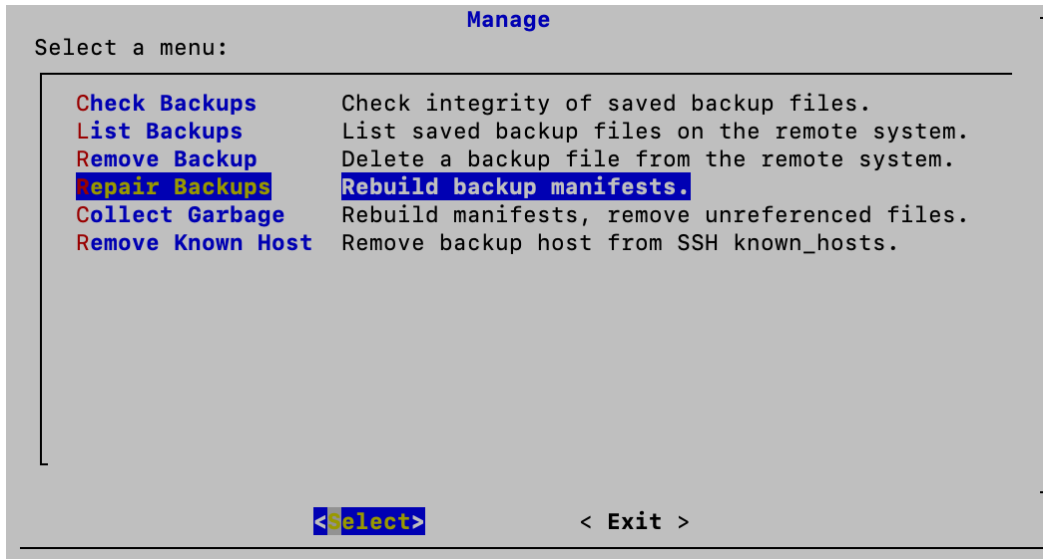 Manage
Select a menu:
Check Backups Check integrity of saved backup files.
List Backups List saved backup files on the remote system.
Remove Backup Delete a backup file from the remote system.
Repair Backups Rebuild backup manifests.
Collect Garbage Rebuild manifests, remove unreferenced files.
Remove Known Host Remove backup host from SSH known_hosts.
<Select> < Exit >